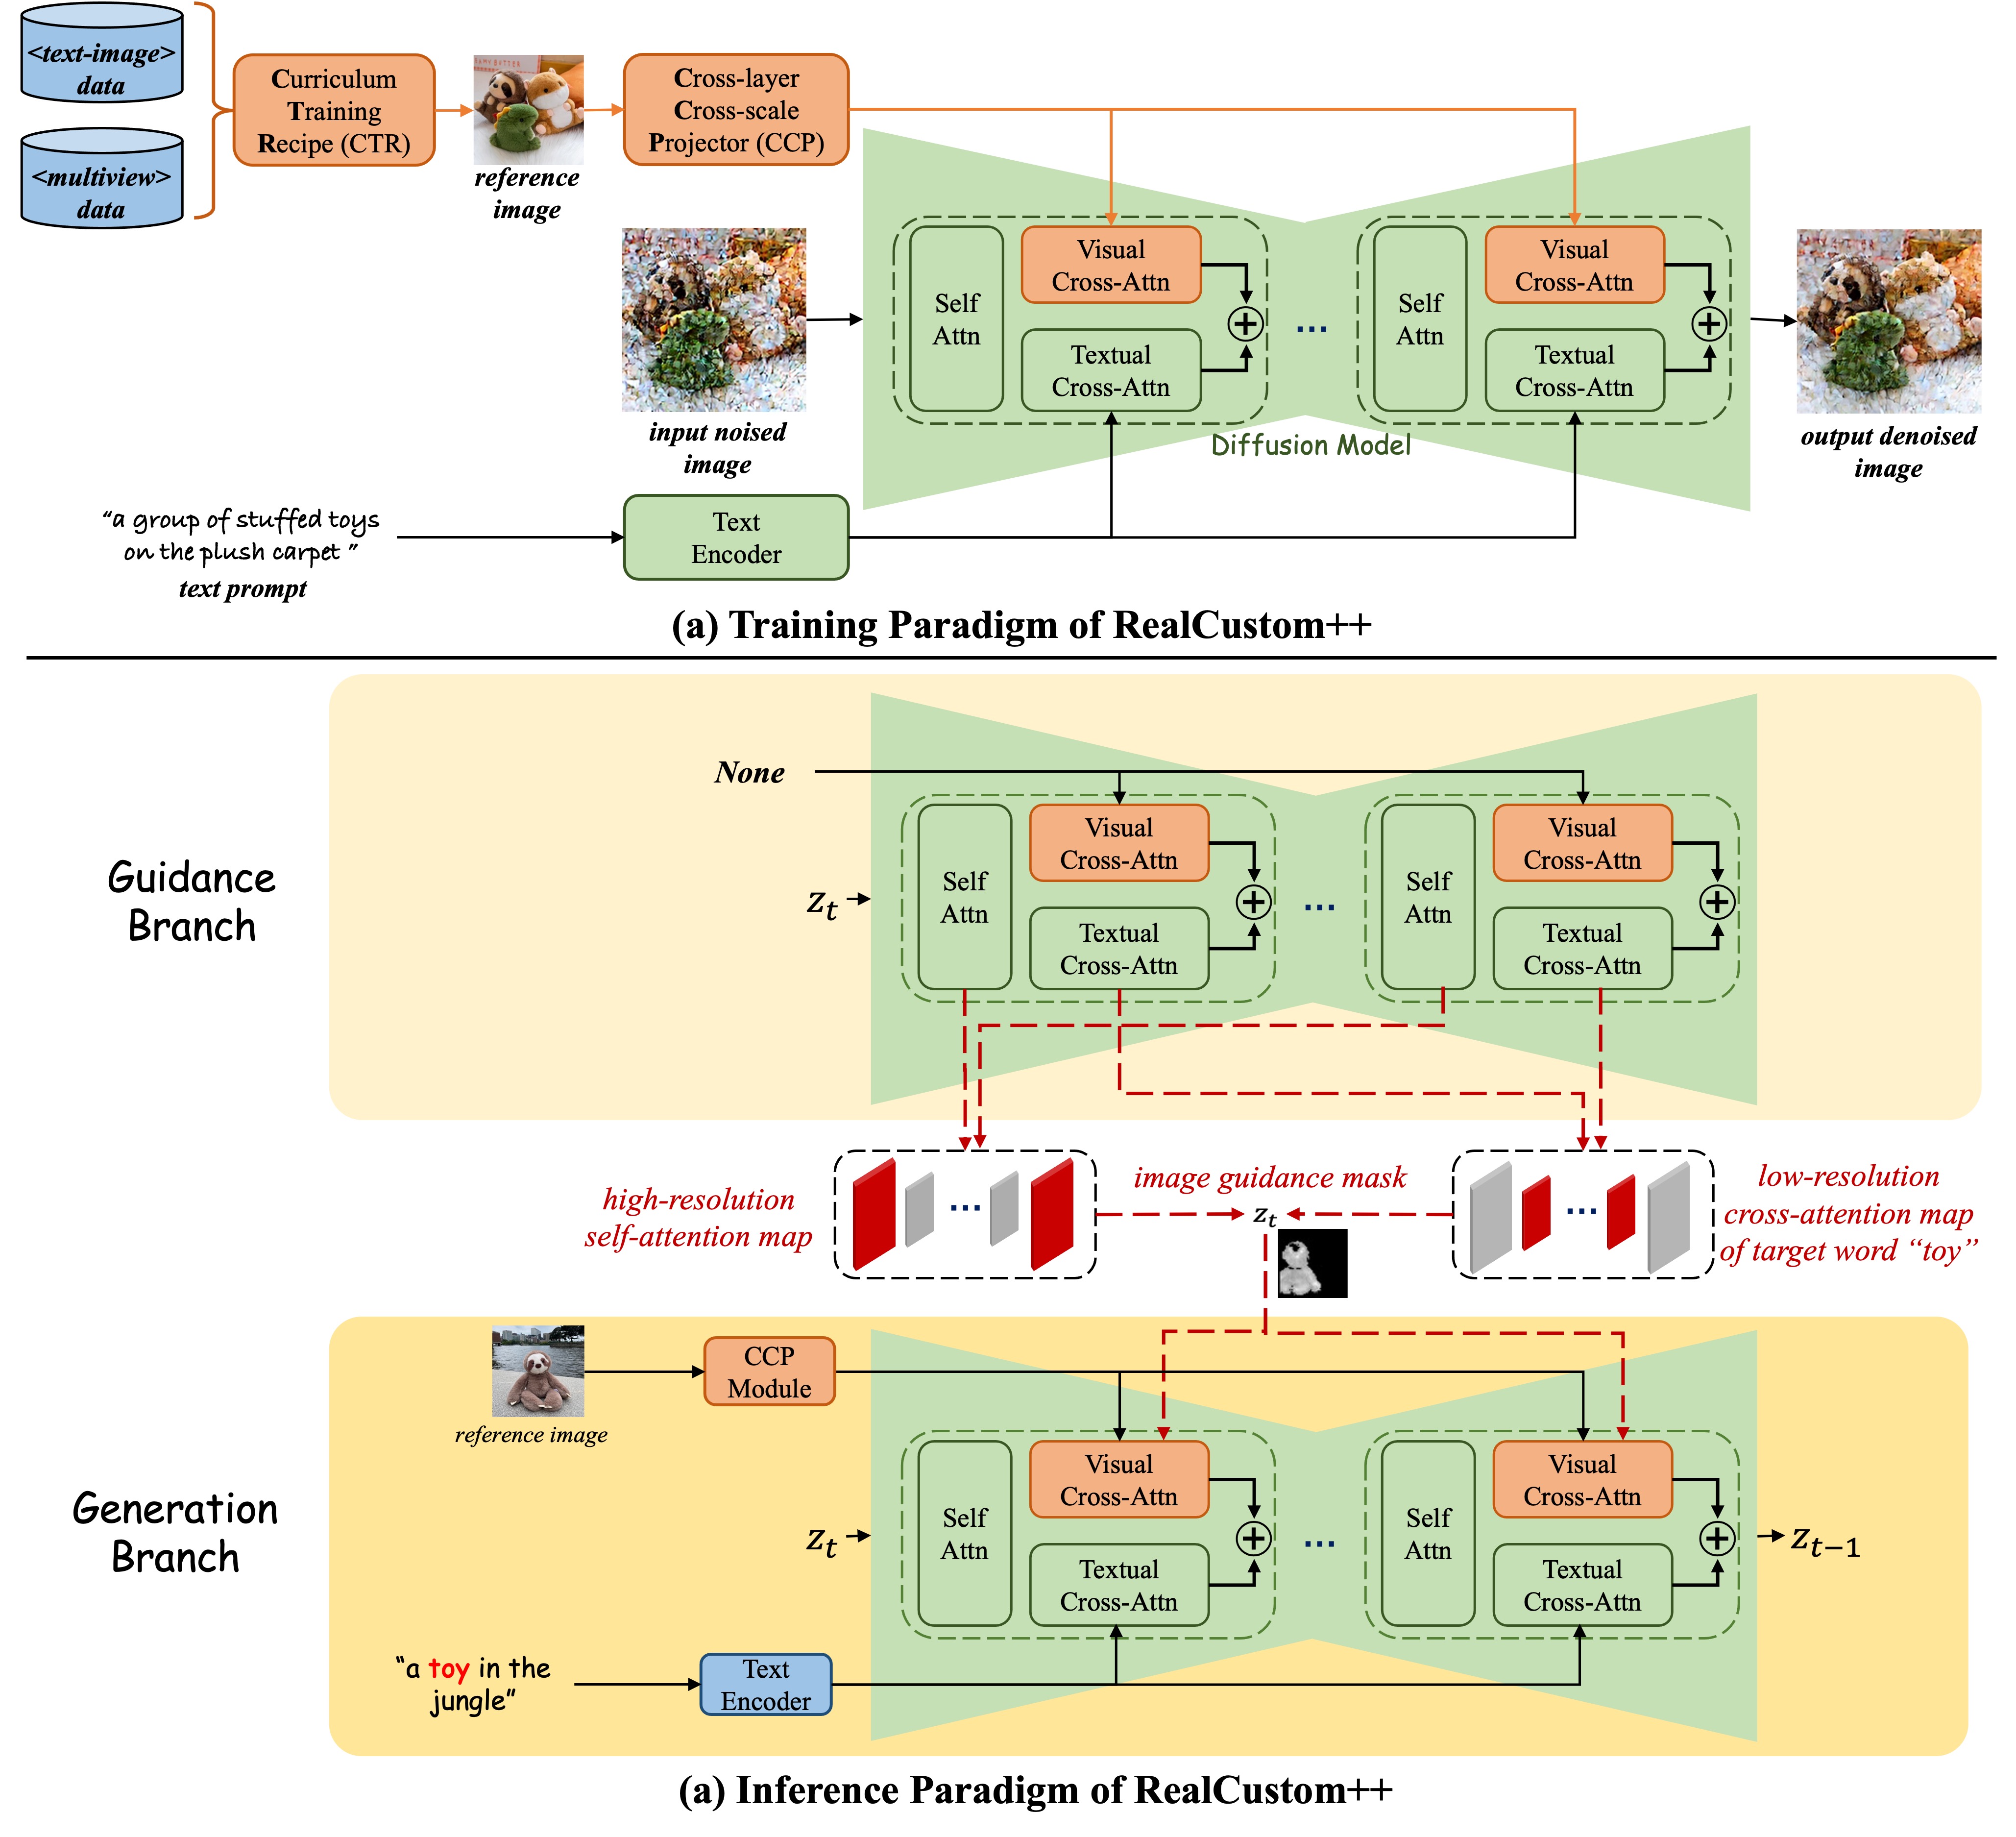 <text-image>
data
<multiview>
data
Curriculum
Training
Recipe (CTR)
reference
image
Cross-layer
Cross-scale
Projector (CCP)
input noised
image
Self
Attn
Visual
Cross-Attn
Textual
Cross-Attn
...
Self
Attn
Visual
Cross-Attn
Textual
Cross-Attn
Diffusion Model
output denoised
image
“a group of stuffed toys
on the plush carpet ”
text prompt
Text
Encoder
(a) Training Paradigm of RealCustom++
Guidance
Branch
None
z_t
Self
Attn
Visual
Cross-Attn
Textual
Cross-Attn
...
Self
Attn
Visual
Cross-Attn
Textual
Cross-Attn
high-resolution
self-attention map
...
image guidance mask
z_t
...
low-resolution
cross-attention map
of target word “toy”
Generation
Branch
reference image
CCP
Module
z_t
Self
Attn
Visual
Cross-Attn
Textual
Cross-Attn
...
Self
Attn
Visual
Cross-Attn
Textual
Cross-Attn
z_{t−1}
“a toy in the
jungle”
Text
Encoder
(a) Inference Paradigm of RealCustom++